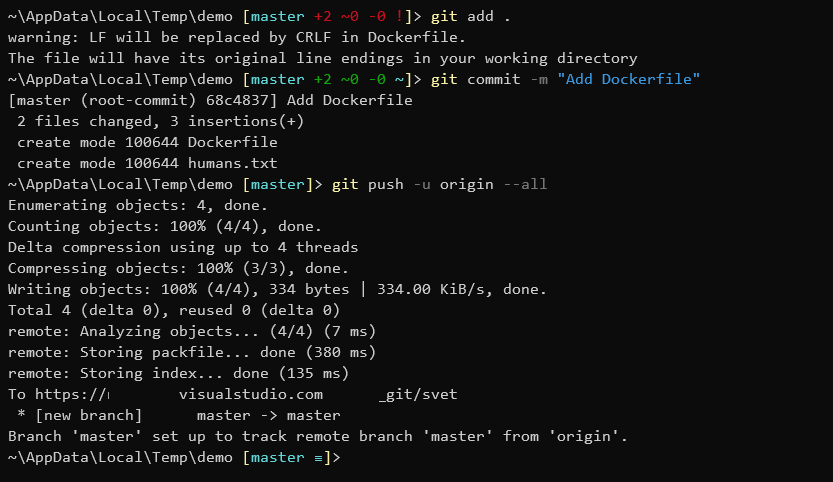 ~\AppData\Local\Temp\demo [master +2 ~0 -0 !]> git add .
warning: LF will be replaced by CRLF in Dockerfile.
The file will have its original line endings in your working directory
~\AppData\Local\Temp\demo [master +2 ~0 -0 ~]> git commit -m "Add Dockerfile"
[master (root-commit) 68c4837] Add Dockerfile
 2 files changed, 3 insertions(+)
 create mode 100644 Dockerfile
 create mode 100644 humans.txt
~\AppData\Local\Temp\demo [master]> git push -u origin --all
Enumerating objects: 4, done.
Counting objects: 100% (4/4), done.
Delta compression using up to 4 threads
Compressing objects: 100% (3/3), done.
Writing objects: 100% (4/4), 334 bytes | 334.00 KiB/s, done.
Total 4 (delta 0), reused 0 (delta 0)
remote: Analyzing objects... (4/4) (7 ms)
remote: Storing packfile... done (380 ms)
remote: Storing index... done (135 ms)
To https:// visualstudio.com _git/svet
 * [new branch]      master -> master
Branch 'master' set up to track remote branch 'master' from 'origin'.
~\AppData\Local\Temp\demo [master ≡]>